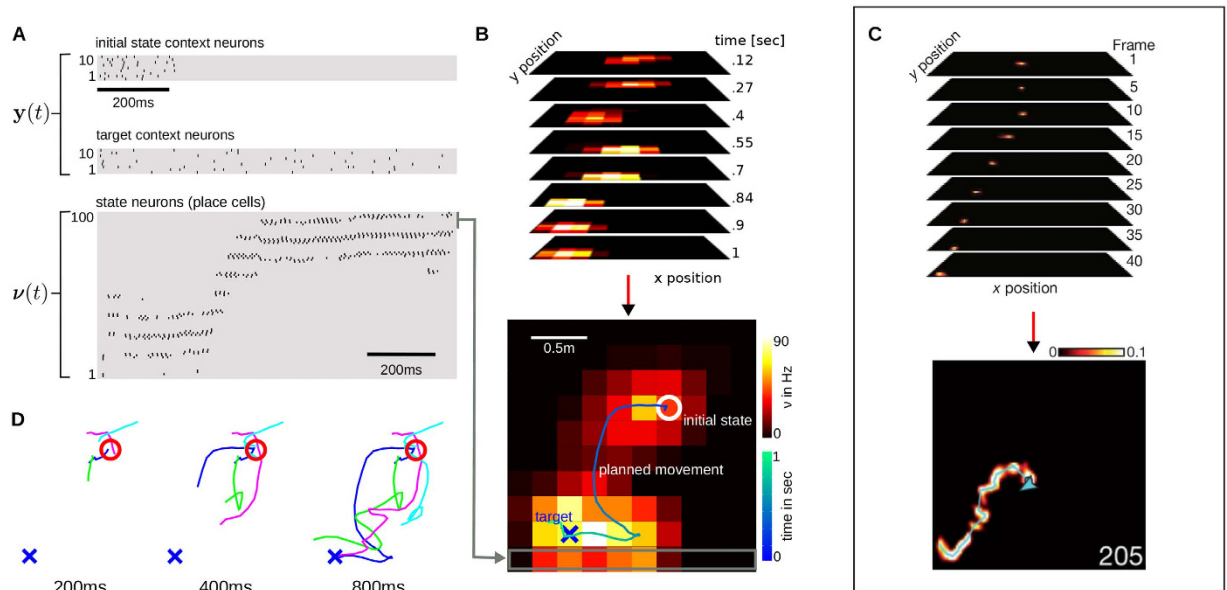 A
initial state context neurons
10
1
200ms
y(t)
target context neurons
10
1
state neurons (place cells)
100
ν(t)
200ms
1
B
time [sec]
y position
.12
.27
.4
.55
.7
.84
.9
1
x position
0.5m
90
ν in Hz
0
initial state
planned movement
1
time in sec
0
target
C
Frame
y position
1
5
10
15
20
25
30
35
40
x position
0
0.1
205
D
200ms
400ms
800ms